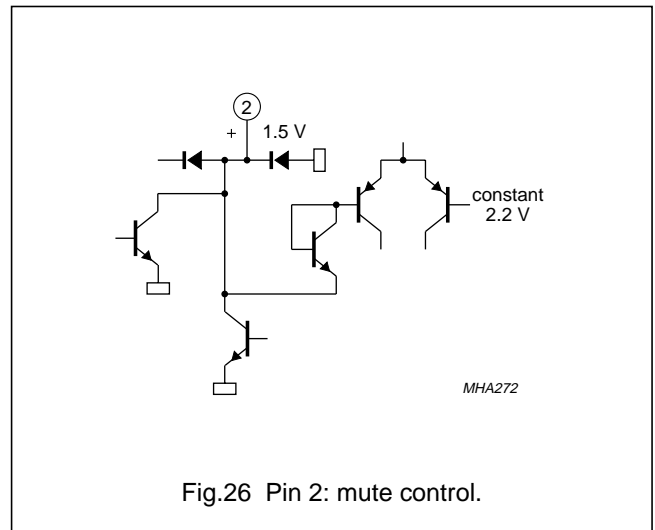 2
+ 1.5 V
constant
2.2 V
MHA272
Fig.26 Pin 2: mute control.